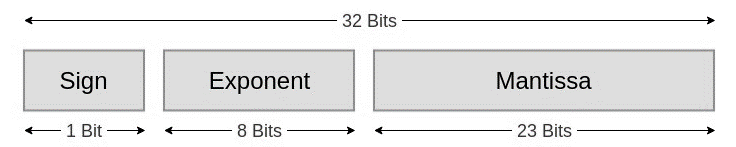 32 Bits
Sign Exponent Mantissa
1 Bit 8 Bits 23 Bits